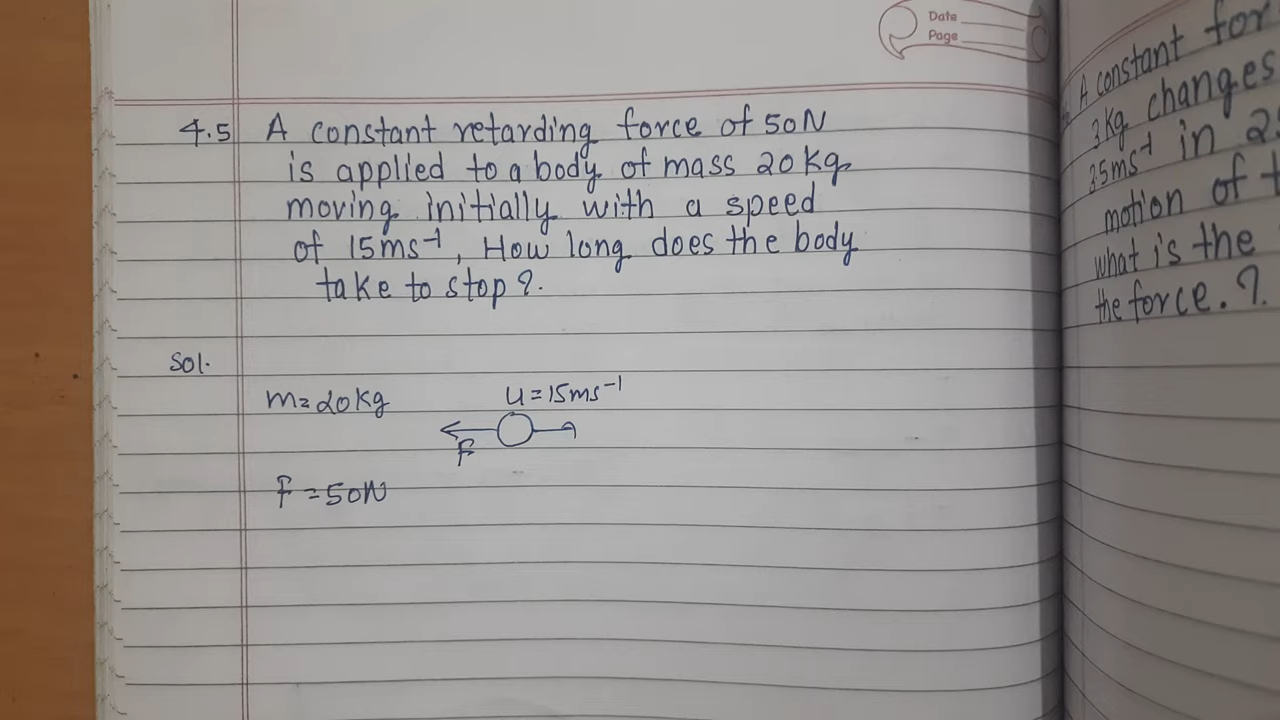 Date
Page
4.5 A constant retarding force of 50N
is applied to a body of mass 20kg
moving initially with a speed
of 15ms⁻¹, How long does the body
take to stop?.
Sol.
m=20kg
u=15ms⁻¹
F
F=50N
A constant for
3kg changes
3.5ms⁻¹ in 2
motion of t
what is the
the force.?